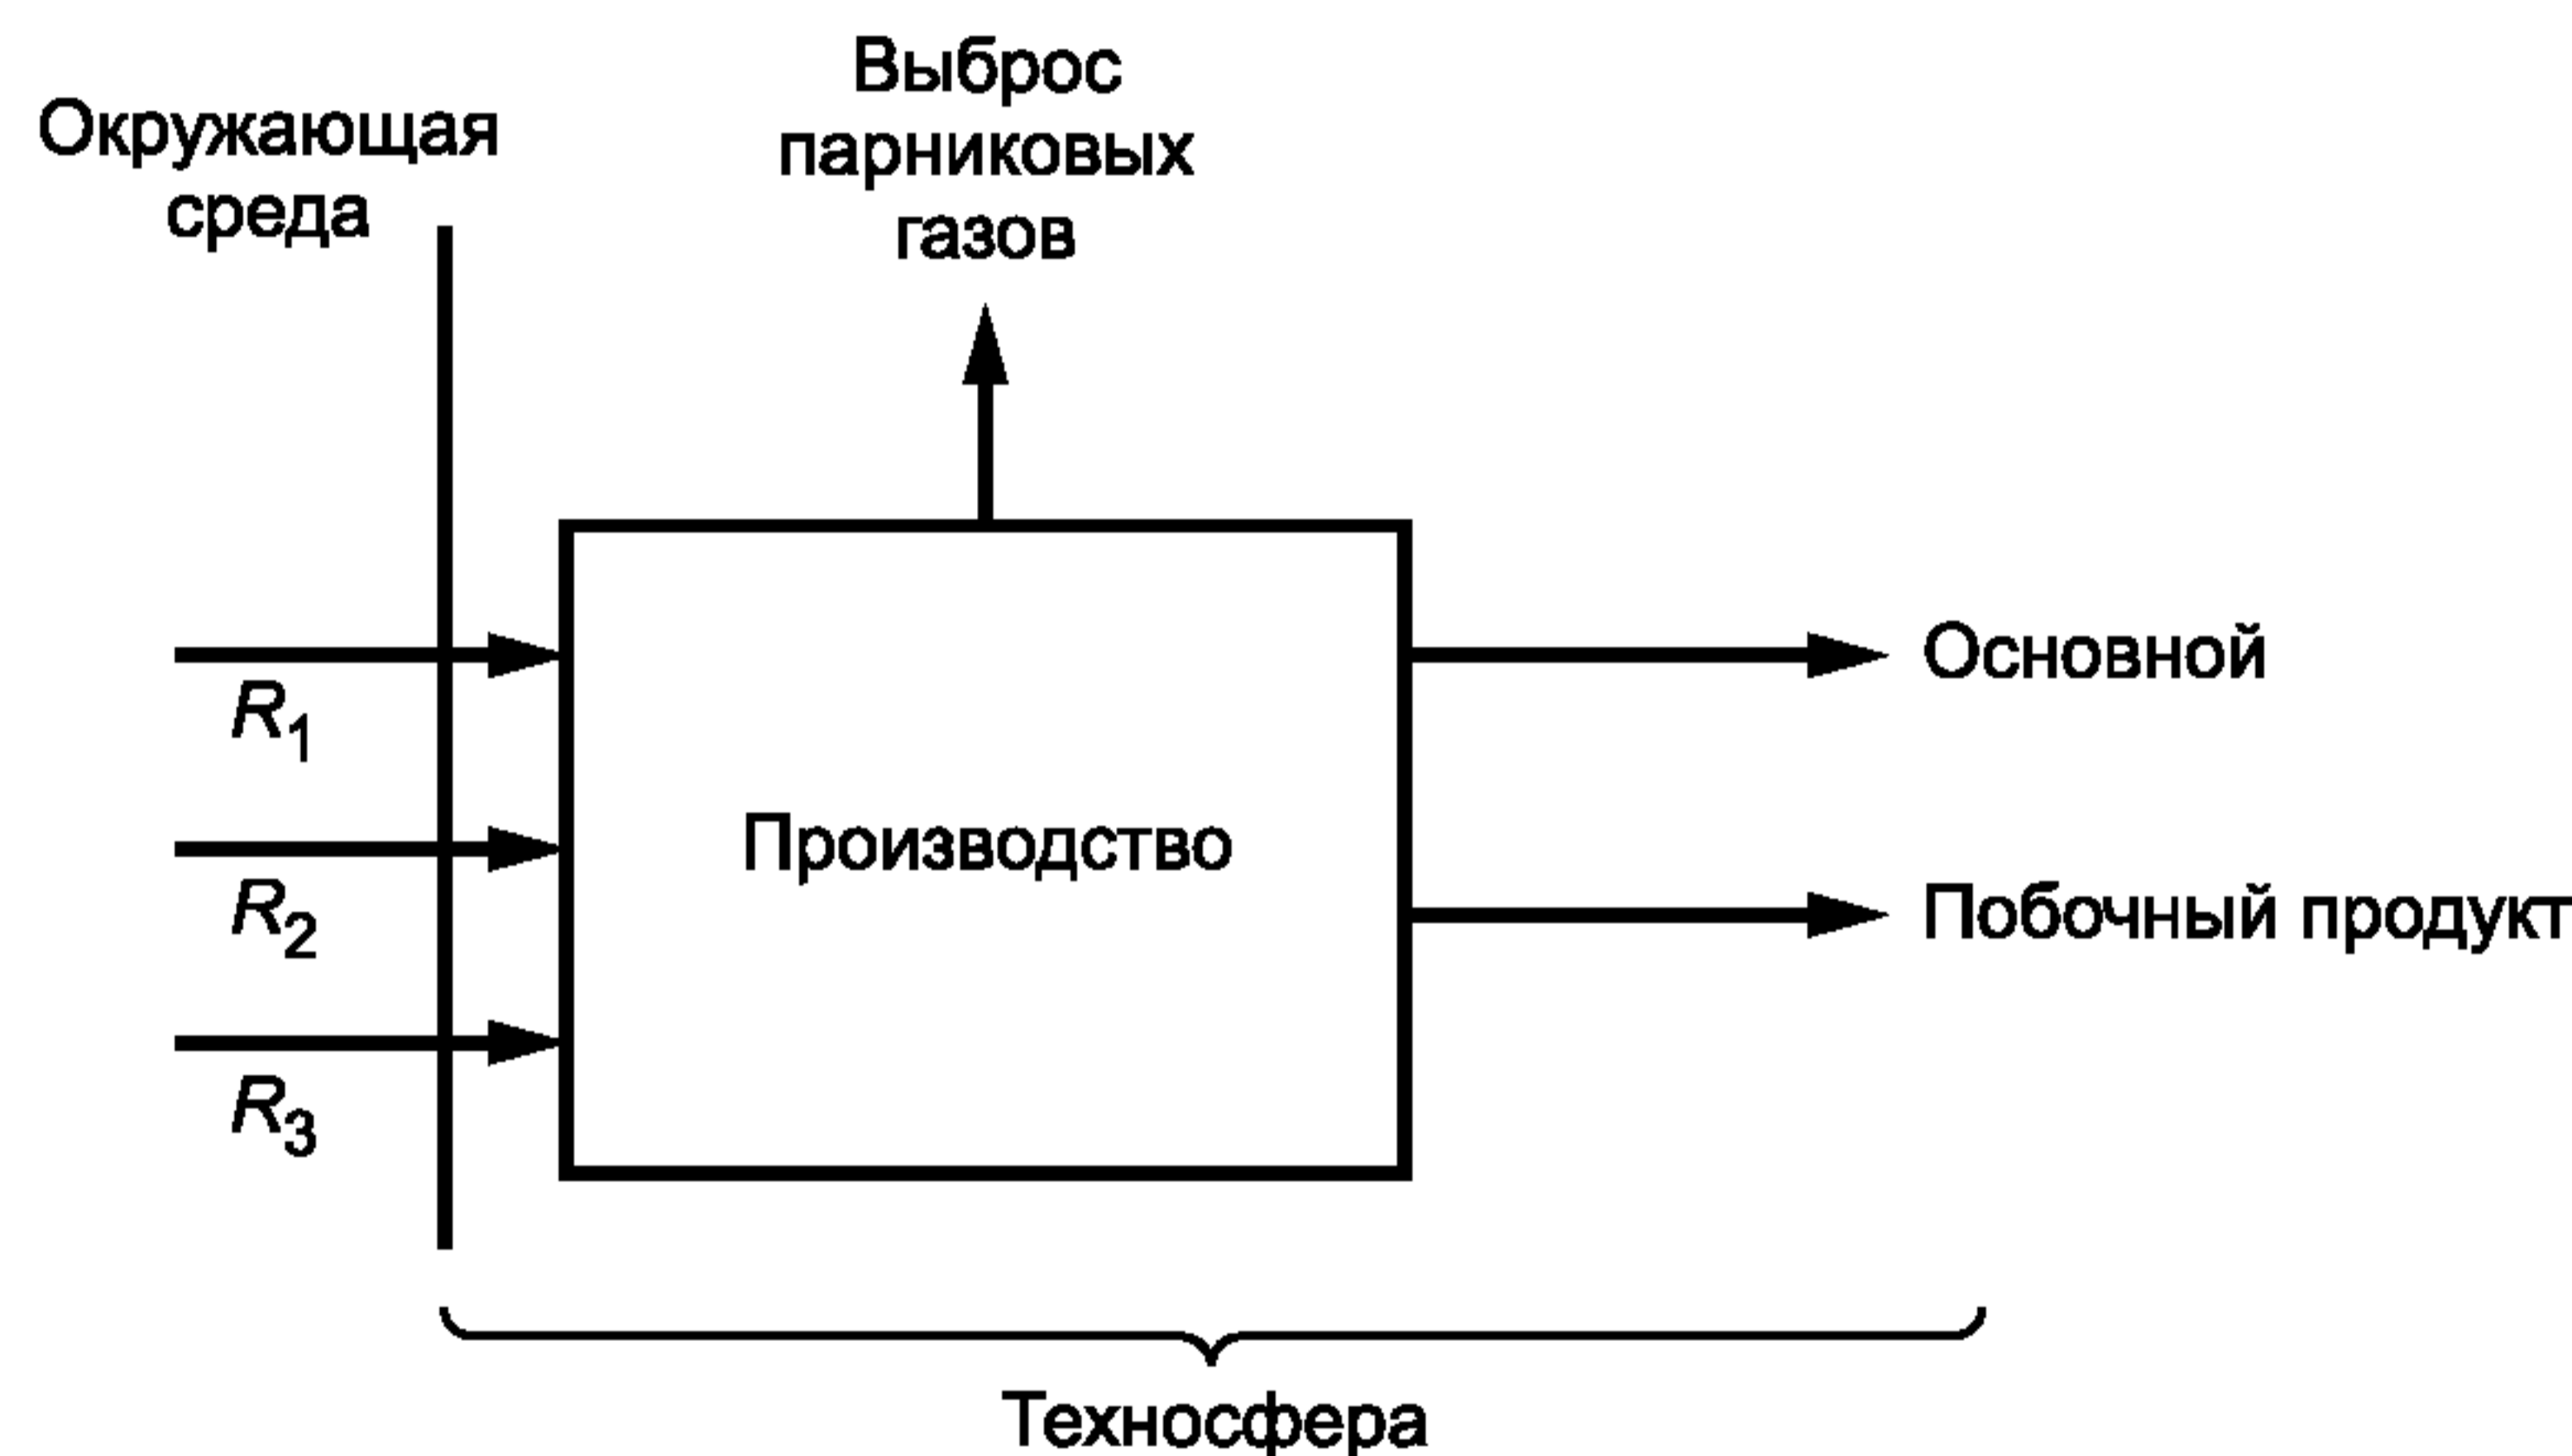 Выброс
парниковых
газов
Окружающая
среда
R1
R2
R3
Производство
Основной
Побочный продукт
Техносфера